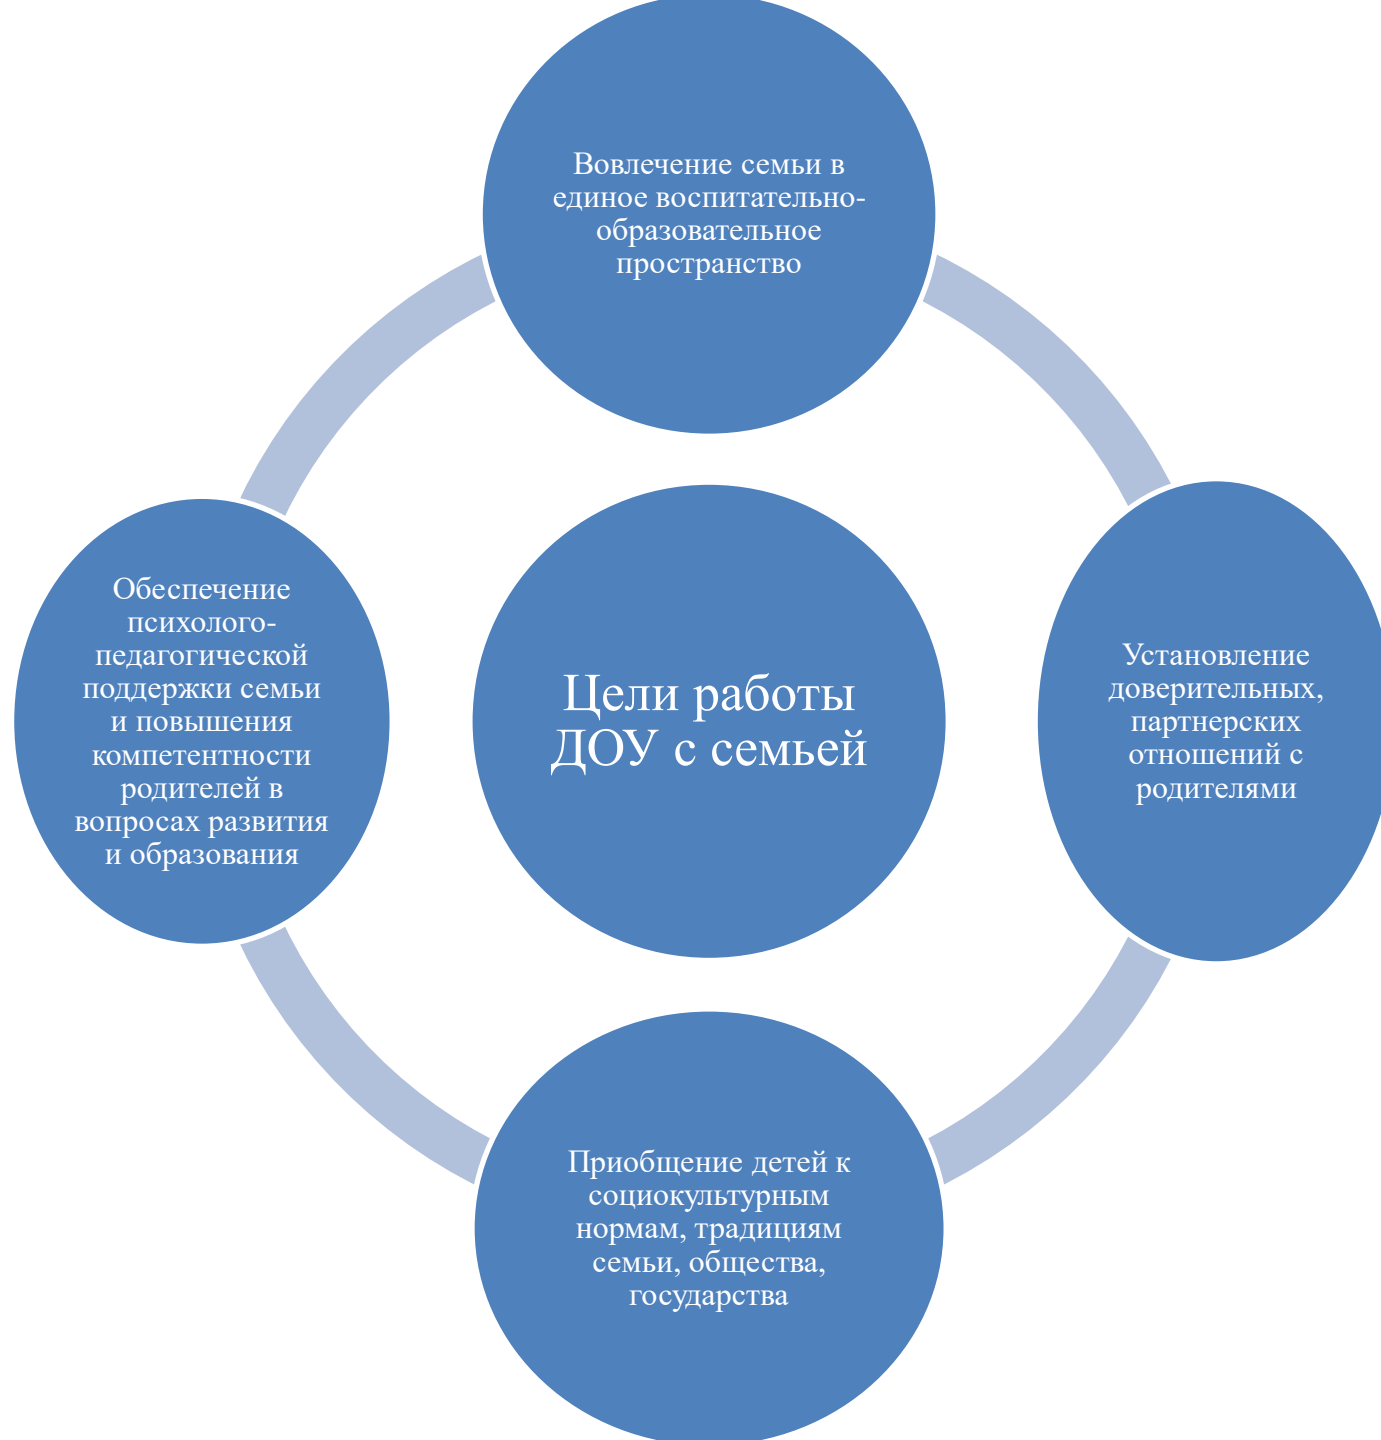 Вовлечение семьи в
единое воспитательно-
образовательное
пространство
Обеспечение
психолого-
педагогической
поддержки семьи
и повышения
компетентности
родителей в
вопросах развития
и образования
Цели работы
ДОУ с семьей
Установление
доверительных,
партнерских
отношений с
родителями
Приобщение детей к
социокультурным
нормам, традициям
семьи, общества,
государства